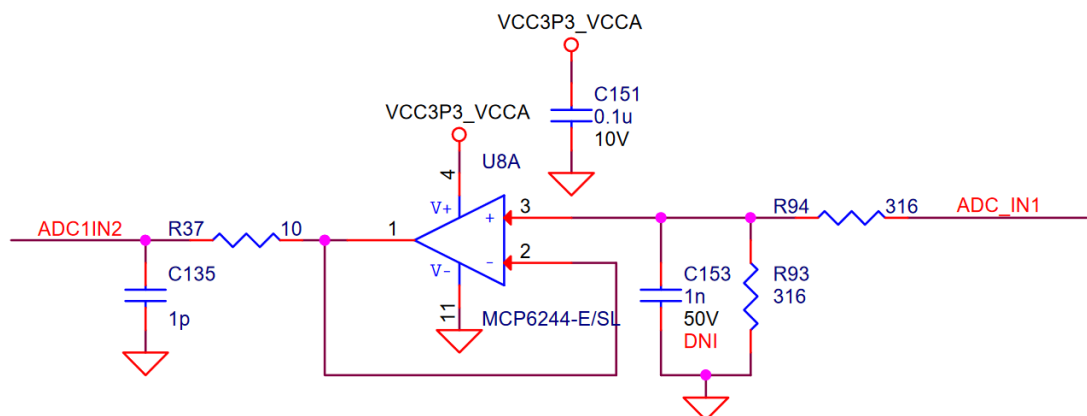 VCC3P3_VCCA
C151
0.1u
10V
VCC3P3_VCCA
U8A
4
V+
+
3
R94
316
ADC_IN1
ADC1IN2
R37
10
1
-
2
V-
11
MCP6244-E/SL
C135
1p
C153
1n
50V
DNI
R93
316